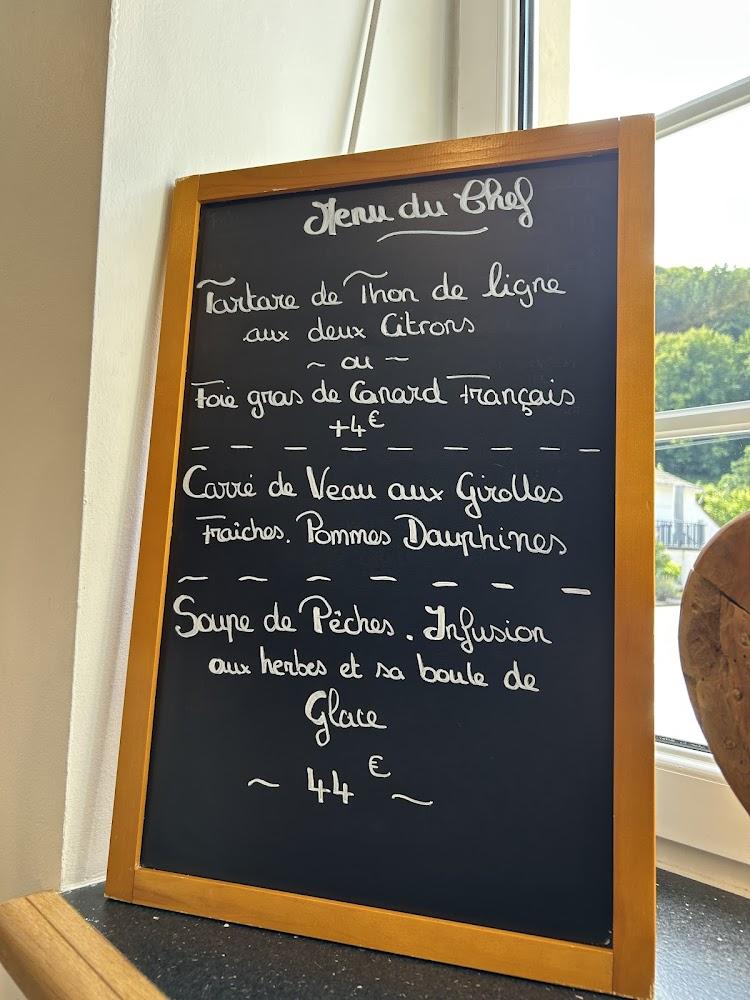 Menu du Chef
Tartare de Thon de ligne
aux deux Citrons
~ ou ~
Foie gras de Canard Français
+4€
Carré de Veau aux Girolles
Fraîches. Pommes Dauphines
Soupe de Pêches. Infusion
aux herbes et sa boule de
Glace
~ 44€ ~